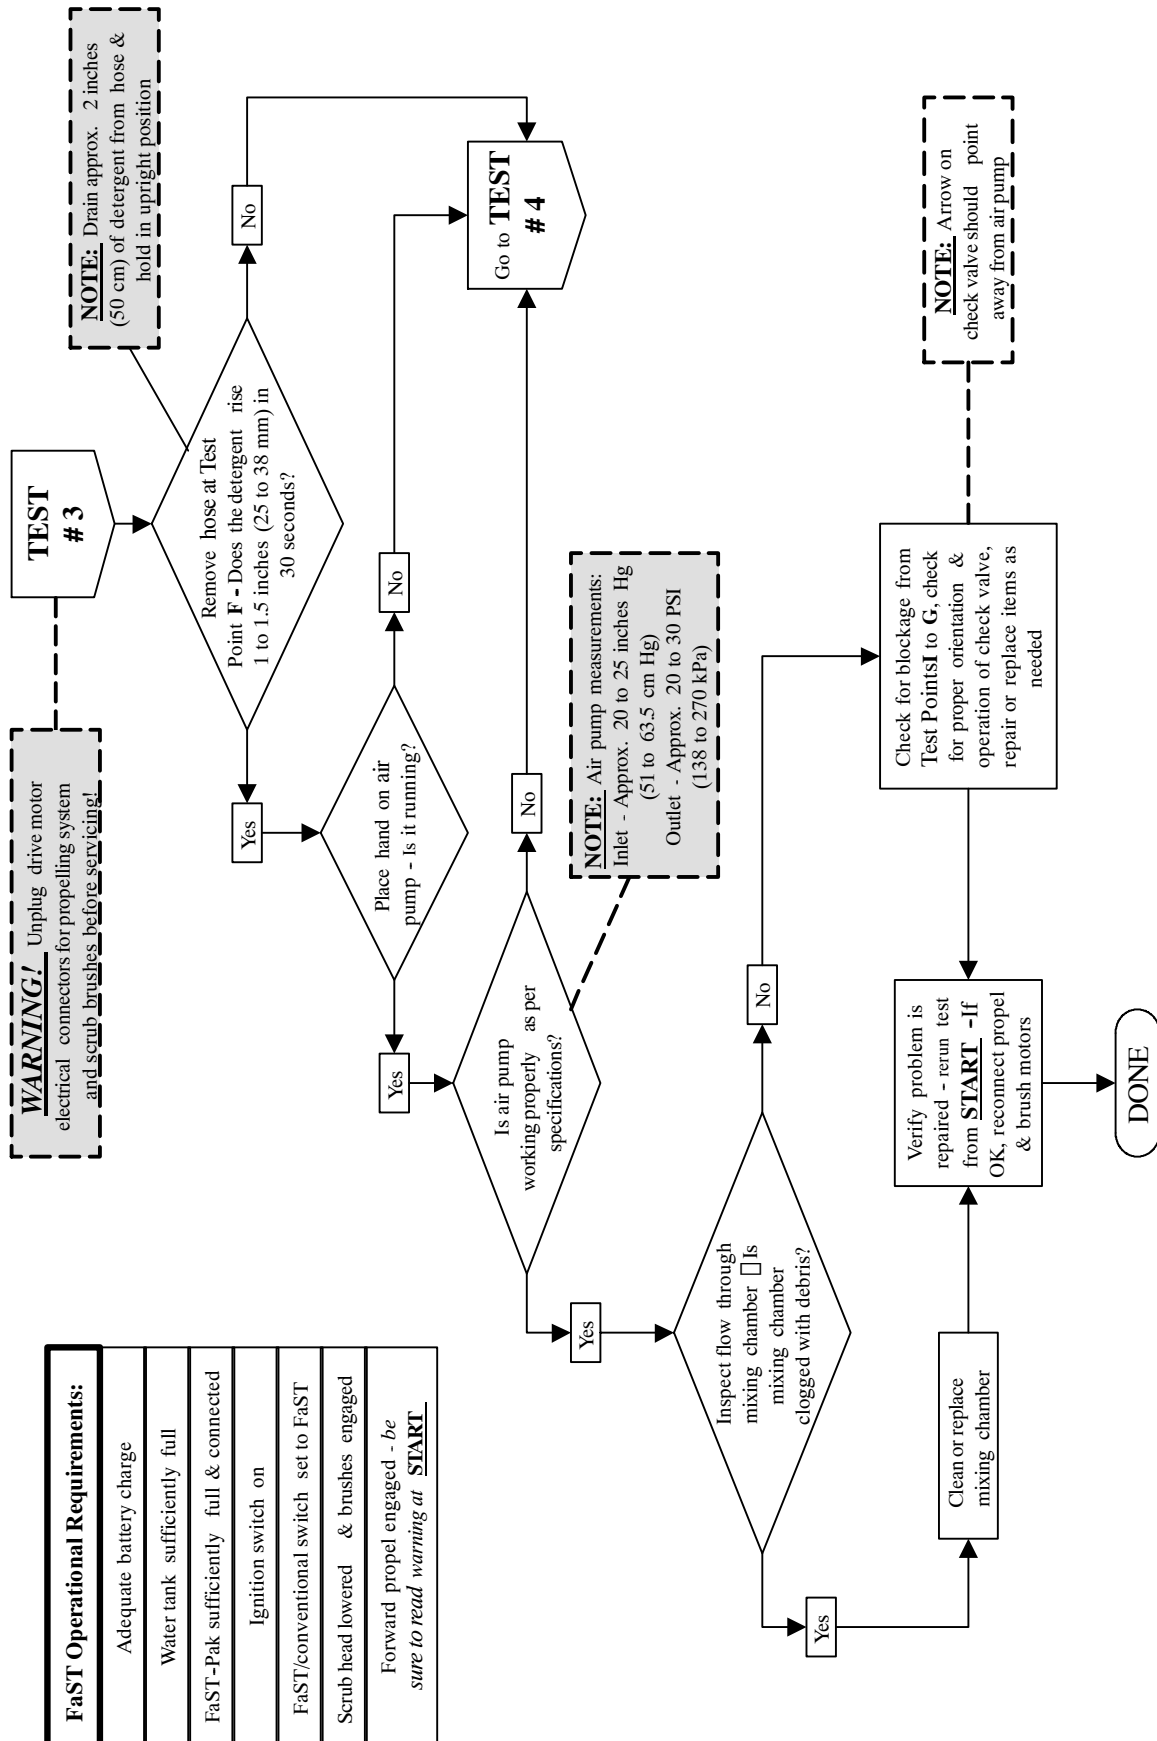 FaST Operational Requirements:
Adequate battery charge
Water tank sufficiently full
FaST-Pak sufficiently full & connected
Ignition switch on
FaST/conventional switch set to FaST
Scrub head lowered & brushes engaged
Forward propel engaged - be
sure to read warning at START
WARNING! Unplug drive motor
electrical connectors for propelling system
and scrub brushes before servicing!
TEST
# 3
NOTE: Drain approx. 2 inches
(50 cm) of detergent from hose &
hold in upright position
Remove hose at Test
Point F - Does the detergent rise
1 to 1.5 inches (25 to 38 mm) in
30 seconds?
Yes
No
Place hand on air
pump - Is it running?
Yes
No
Go to TEST
# 4
Is air pump
working properly as per
specifications?
Yes
No
NOTE: Air pump measurements:
Inlet - Approx. 20 to 25 inches Hg
(51 to 63.5 cm Hg)
Outlet - Approx. 20 to 30 PSI
(138 to 270 kPa)
Inspect flow through
mixing chamber □ Is
mixing chamber
clogged with debris?
Yes
No
Clean or replace
mixing chamber
Check for blockage from
Test PointsI to G, check
for proper orientation &
operation of check valve,
repair or replace items as
needed
NOTE: Arrow on
check valve should point
away from air pump
Verify problem is
repaired - rerun test
from START -If
OK, reconnect propel
& brush motors
DONE